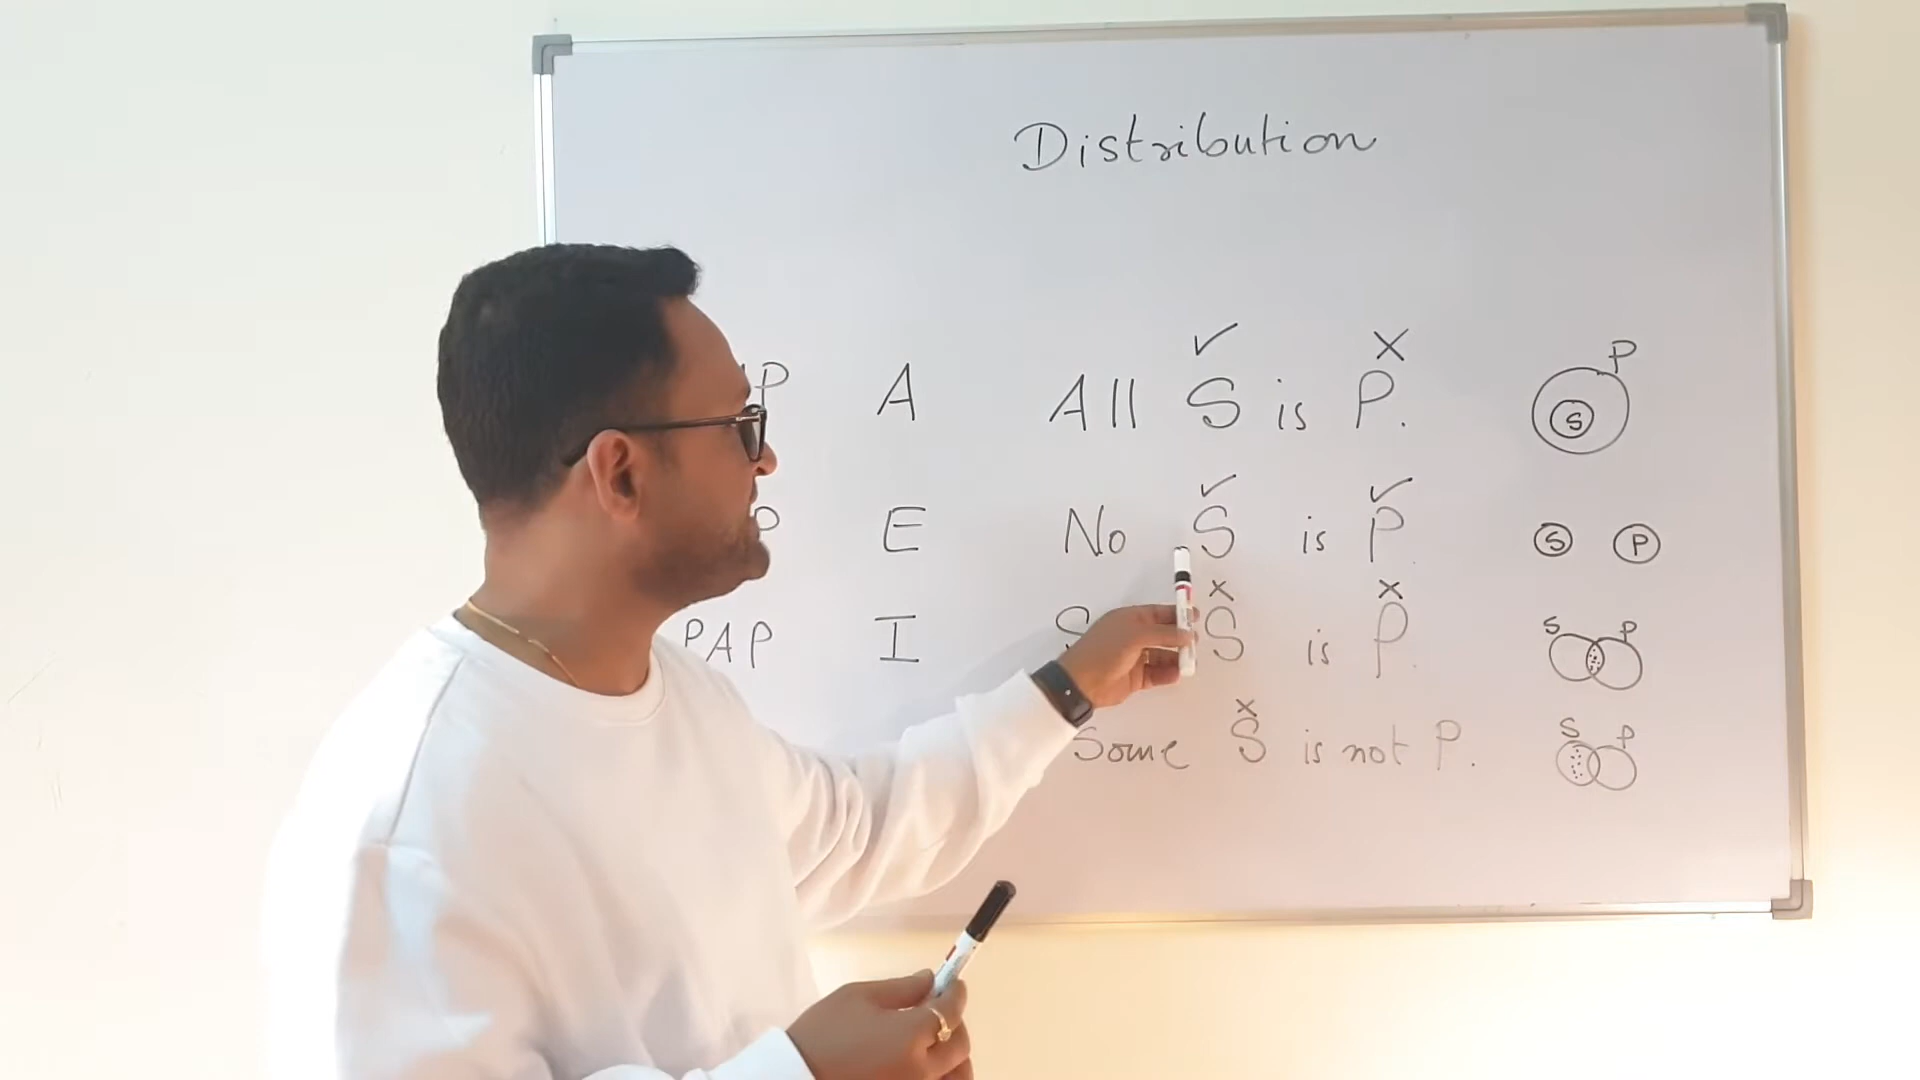 Distribution
✓ ×
P A All S is P. P S
✓ ✓
P E No S is P. S P
× ×
PAP I S S is P. S P
×
Some S is not P. S P